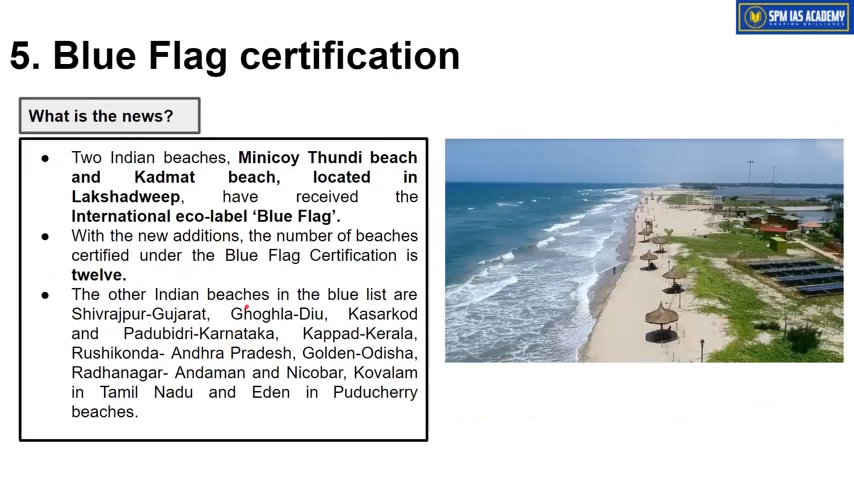 SPM IAS ACADEMY
SHAPING BRILLIANCE
5. Blue Flag certification
What is the news?
● Two Indian beaches, Minicoy Thundi beach
and Kadmat beach, located in
Lakshadweep, have received the
International eco-label ‘Blue Flag’.
● With the new additions, the number of beaches
certified under the Blue Flag Certification is
twelve.
● The other Indian beaches in the blue list are
Shivrajpur-Gujarat, Ghoghla-Diu, Kasarkod
and Padubidri-Karnataka, Kappad-Kerala,
Rushikonda- Andhra Pradesh, Golden-Odisha,
Radhanagar- Andaman and Nicobar, Kovalam
in Tamil Nadu and Eden in Puducherry
beaches.